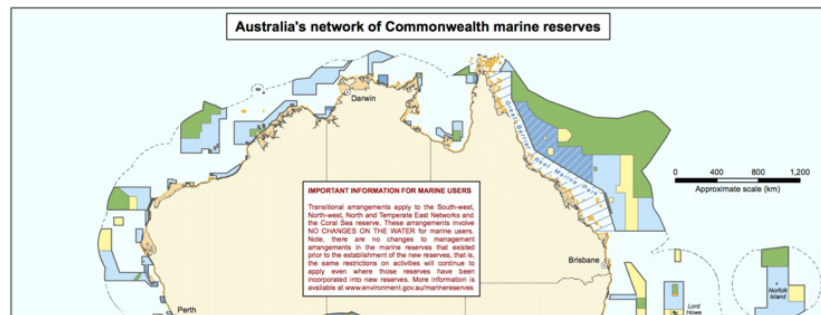 Australia's network of Commonwealth marine reserves
Darwin
Great Barrier Reef Marine Park
0 400 800 1,200
Approximate scale (km)
IMPORTANT INFORMATION FOR MARINE USERS
Transitional arrangements apply to the South-west,
North-west, North and Temperate East Networks and
the Coral Sea reserve. These arrangements involve
NO CHANGES ON THE WATER for marine users.
Note, there are no changes to management
arrangements in the marine reserves that existed
prior to the establishment of the new reserves, that is,
the same restrictions on activities will continue to
apply even where those reserves have been
incorporated into new reserves. More information is
available at www.environment.gov.au/marinereserves
Brisbane
Norfolk
Island
Perth
Lord
Howe